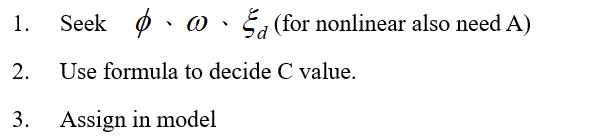 1. Seek ϕ、ω、ξd (for nonlinear also need A)
2. Use formula to decide C value.
3. Assign in model